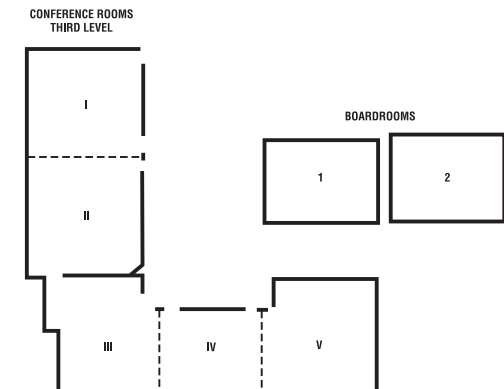 CONFERENCE ROOMS
THIRD LEVEL
I
BOARDROOMS
1
2
II
III
IV
V